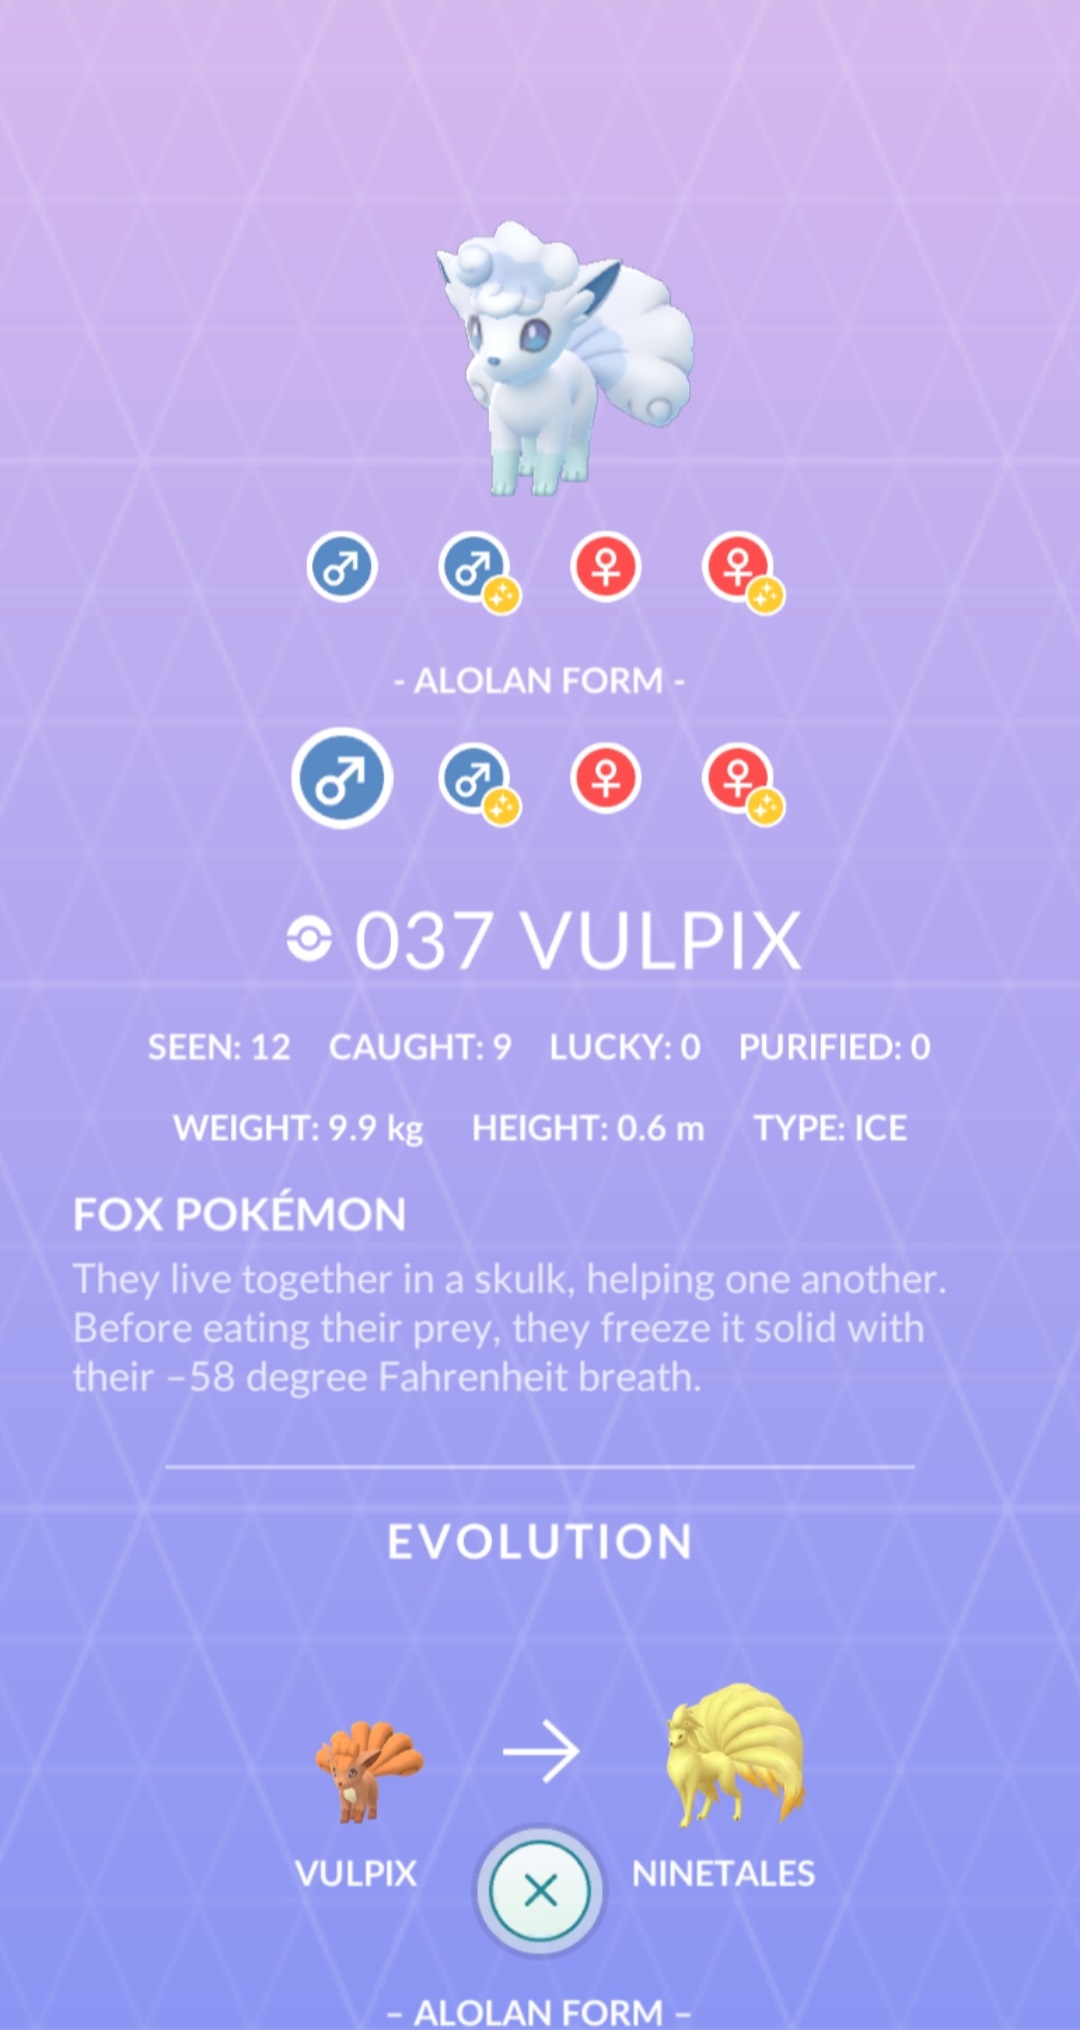 - ALOLAN FORM -
037 VULPIX
SEEN: 12 CAUGHT: 9 LUCKY: 0 PURIFIED: 0
WEIGHT: 9.9 kg HEIGHT: 0.6 m TYPE: ICE
FOX POKÉMON
They live together in a skulk, helping one another.
Before eating their prey, they freeze it solid with
their –58 degree Fahrenheit breath.
EVOLUTION
VULPIX NINETALES
– ALOLAN FORM –